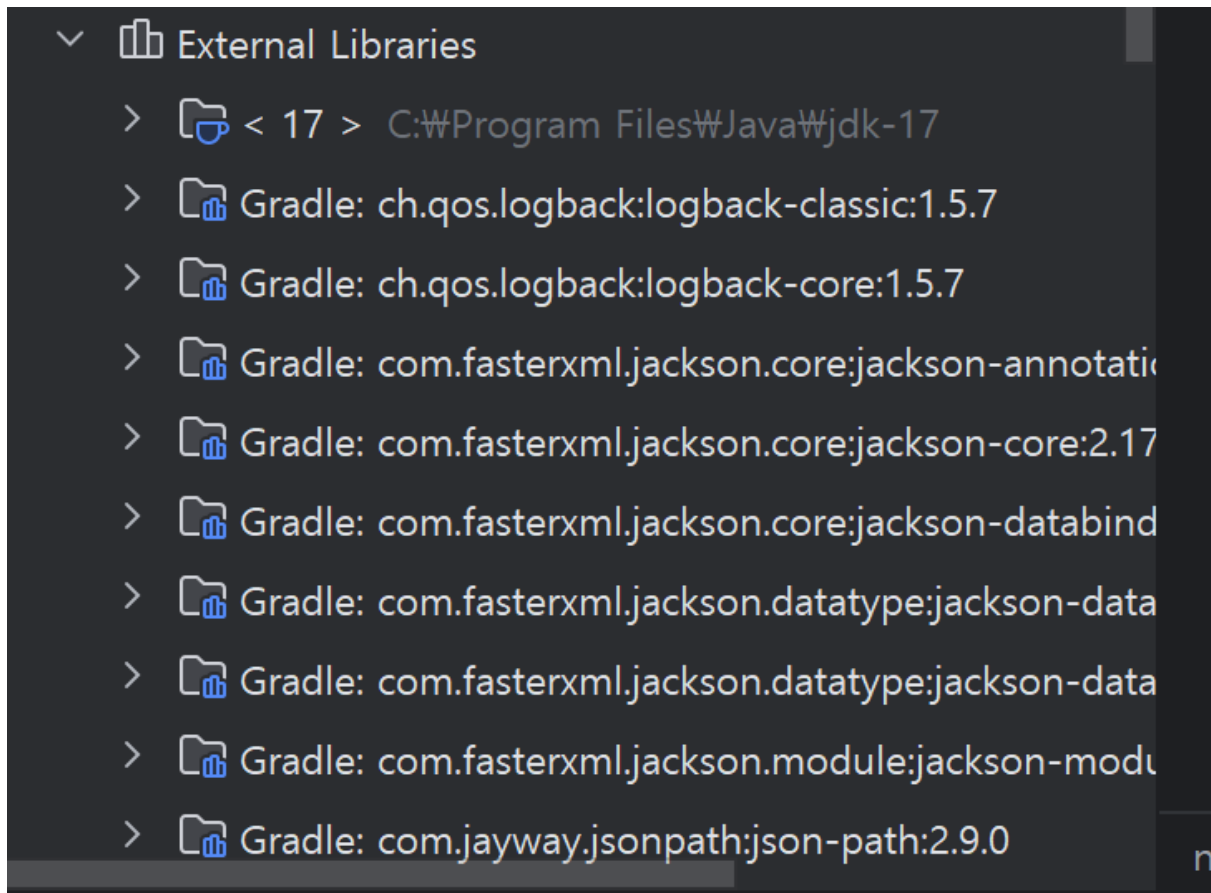 External Libraries
< 17 > C:₩Program Files₩Java₩jdk-17
Gradle: ch.qos.logback:logback-classic:1.5.7
Gradle: ch.qos.logback:logback-core:1.5.7
Gradle: com.fasterxml.jackson.core:jackson-annotatio
Gradle: com.fasterxml.jackson.core:jackson-core:2.17
Gradle: com.fasterxml.jackson.core:jackson-databind
Gradle: com.fasterxml.jackson.datatype:jackson-data
Gradle: com.fasterxml.jackson.datatype:jackson-data
Gradle: com.fasterxml.jackson.module:jackson-modu
Gradle: com.jayway.jsonpath:json-path:2.9.0